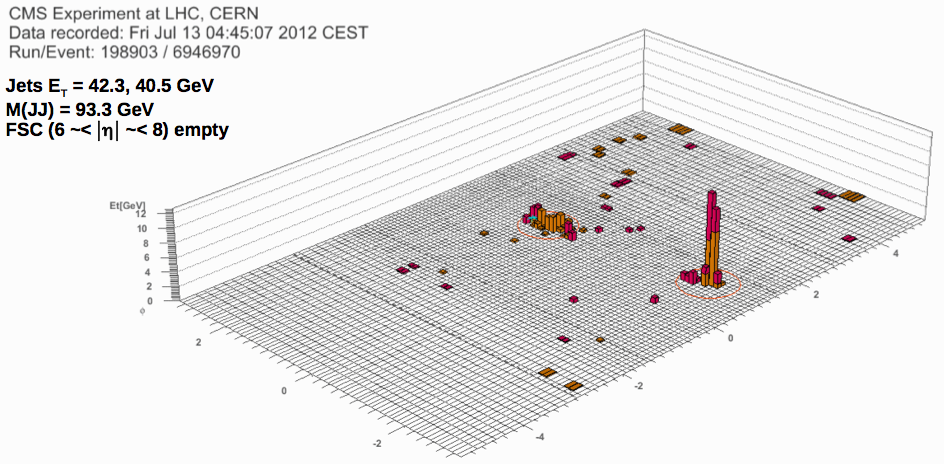 CMS Experiment at LHC, CERN
Data recorded: Fri Jul 13 04:45:07 2012 CEST
Run/Event: 198903 / 6946970
Jets E_T = 42.3, 40.5 GeV
M(JJ) = 93.3 GeV
FSC (6 ~< |η| ~< 8) empty
Et[GeV]
12
10
8
6
4
2
0
φ
2
0
-2
-4
-2
0
2
4